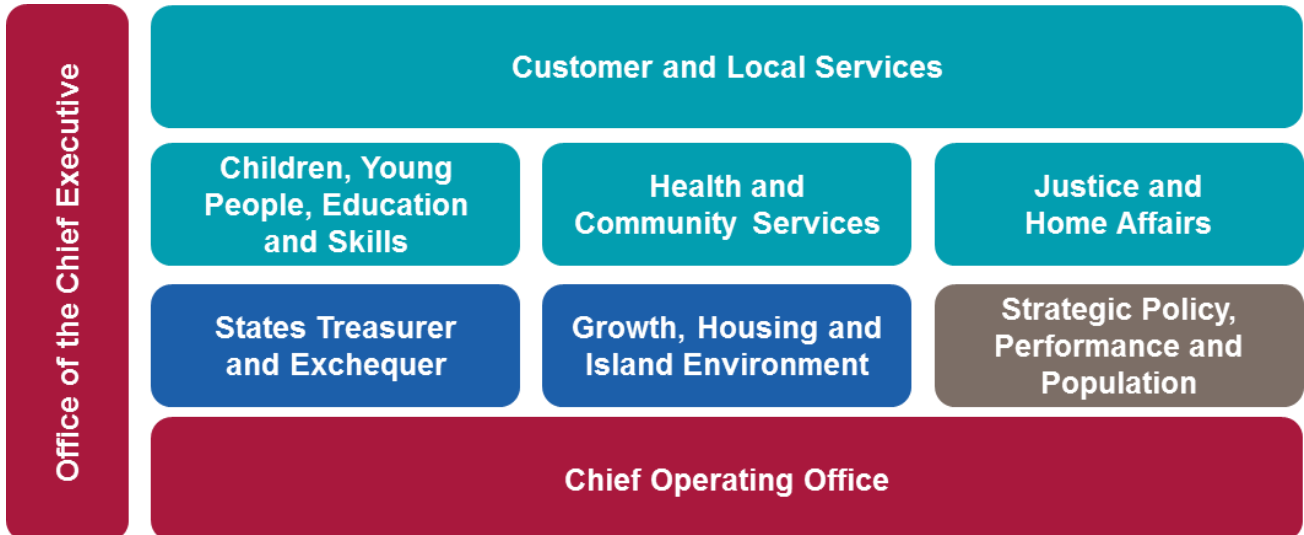 Office of the Chief Executive
Customer and Local Services
Children, Young
People, Education
and Skills
Health and
Community Services
Justice and
Home Affairs
States Treasurer
and Exchequer
Growth, Housing and
Island Environment
Strategic Policy,
Performance and
Population
Chief Operating Office